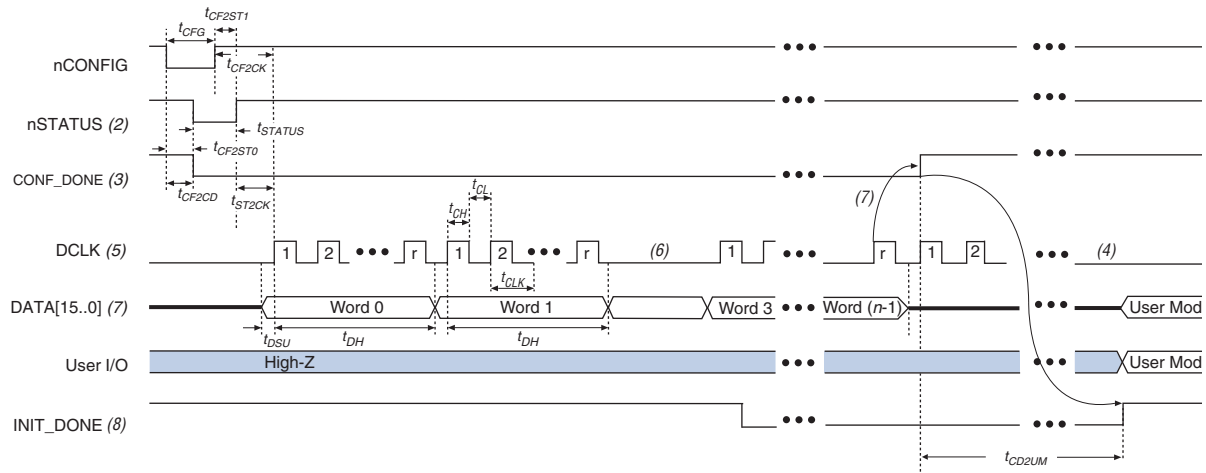 tCF2ST1
tCFG
nCONFIG
tCF2CK
nSTATUS (2)
tSTATUS
tCF2ST0
CONF_DONE (3)
tCF2CD
tST2CK
tCL
tCH
(7)
DCLK (5)
1 2 r 1 2 r (6) 1 r 1 2 (4)
tCLK
DATA[15..0] (7)
Word 0 Word 1 Word 3 Word (n-1) User Mod
tDSU
tDH
tDH
User I/O
High-Z
User Mod
INIT_DONE (8)
tCD2UM